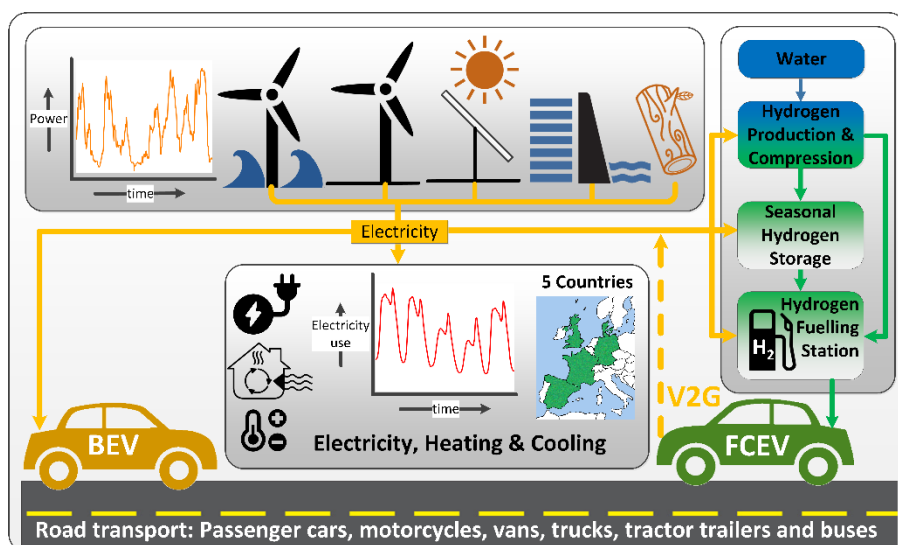 Power
time
Water
Hydrogen
Production &
Compression
Seasonal
Hydrogen
Storage
Hydrogen
Fuelling
Station
H2
Electricity
5 Countries
Electricity
use
time
Electricity, Heating & Cooling
V2G
BEV
FCEV
Road transport: Passenger cars, motorcycles, vans, trucks, tractor trailers and buses